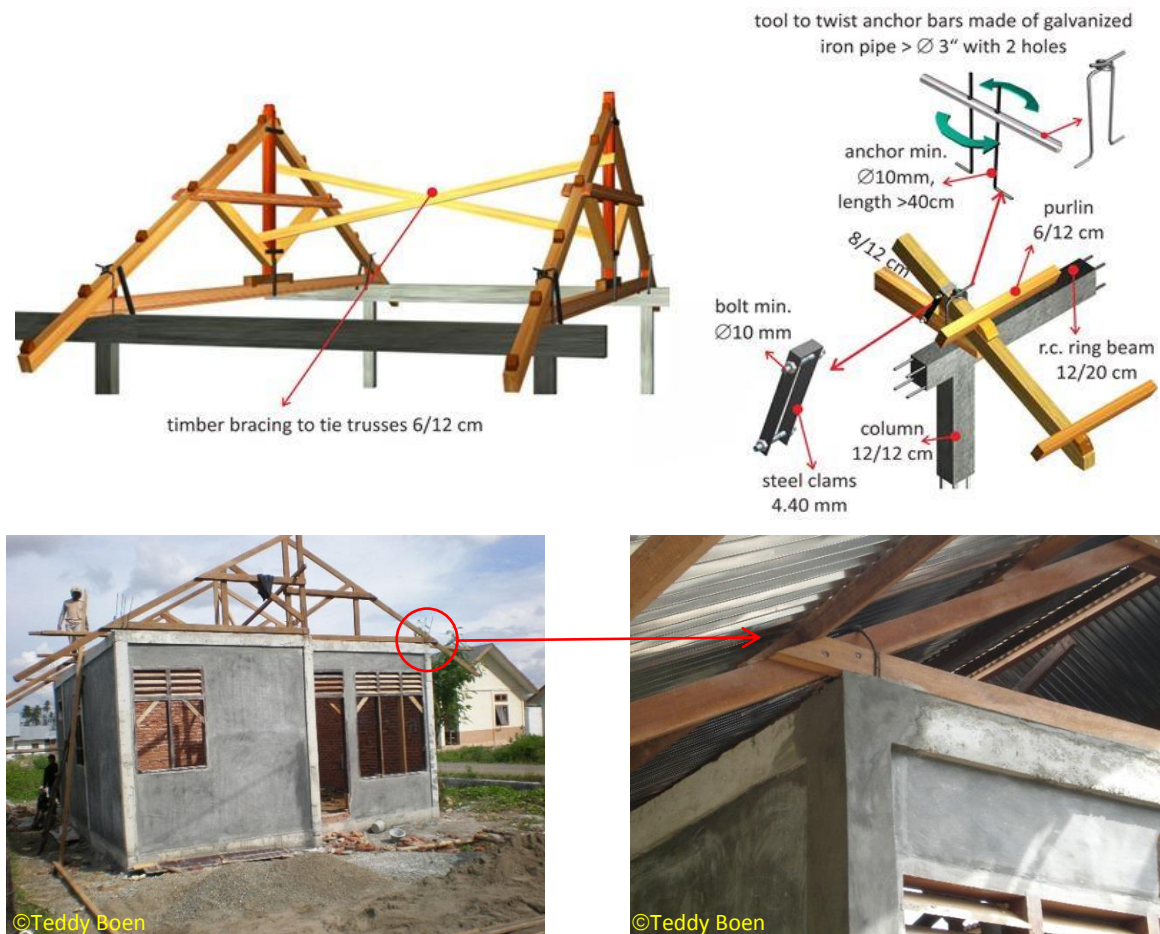 tool to twist anchor bars made of galvanized
iron pipe > Ø 3“ with 2 holes
anchor min.
Ø10mm,
length >40cm
purlin
6/12 cm
8/12 cm
bolt min.
Ø10 mm
r.c. ring beam
12/20 cm
column
12/12 cm
steel clams
4.40 mm
timber bracing to tie trusses 6/12 cm
©Teddy Boen
©Teddy Boen